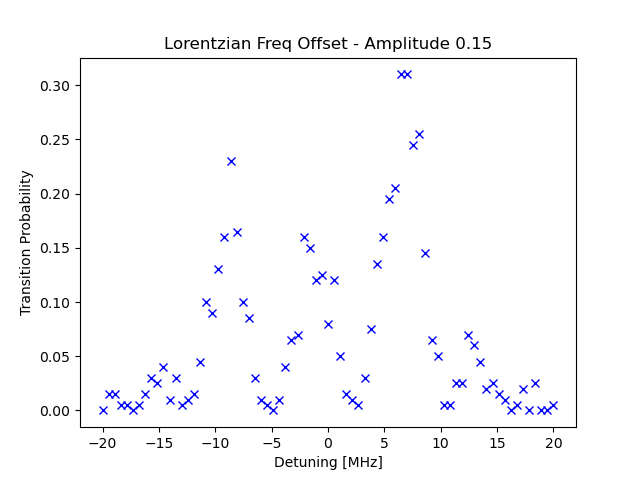 Lorentzian Freq Offset - Amplitude 0.15
Transition Probability
0.30
0.25
0.20
0.15
0.10
0.05
0.00
−20 −15 −10 −5 0 5 10 15 20
Detuning [MHz]